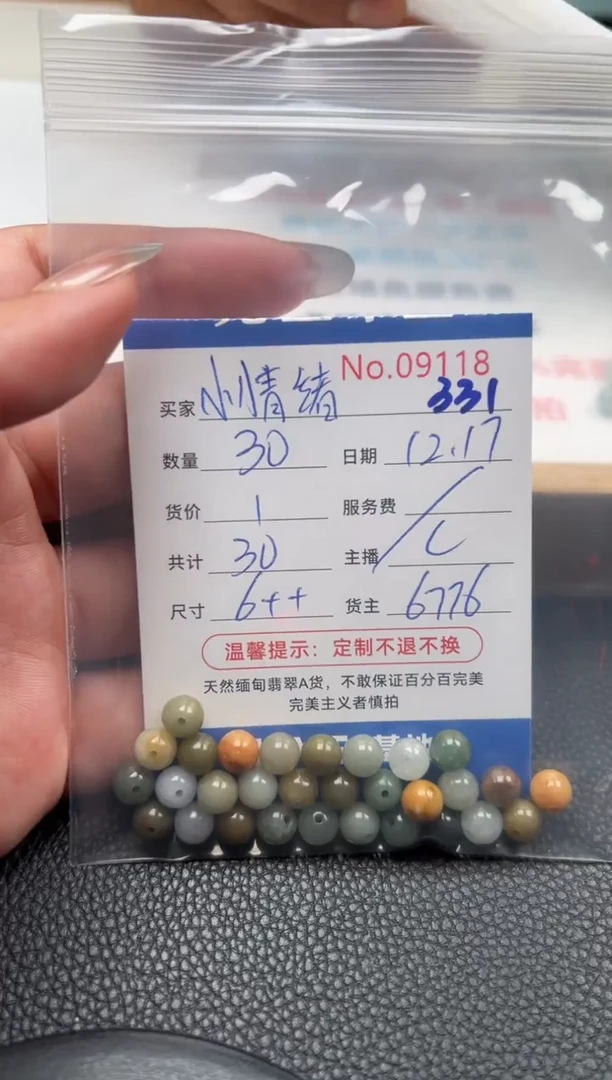 No.09118
买家 小情绪 331
数量 30 日期 12.17
货价 1 服务费 /
共计 30 主播 L
尺寸 6++ 货主 6776
温馨提示：定制不退不换
天然缅甸翡翠A货，不敢保证百分百完美
完美主义者慎拍